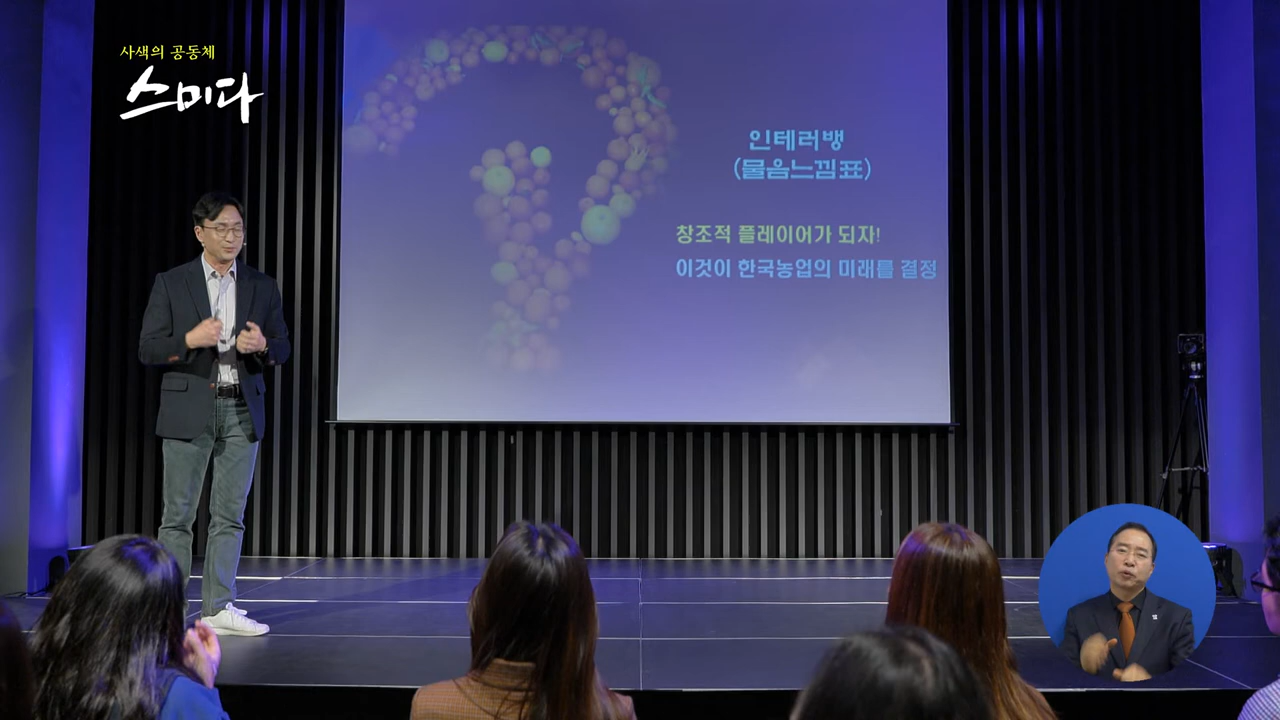 사색의 공동체
스미다
인테러뱅
(물음느낌표)
창조적 플레이어가 되자!
이것이 한국농업의 미래를 결정